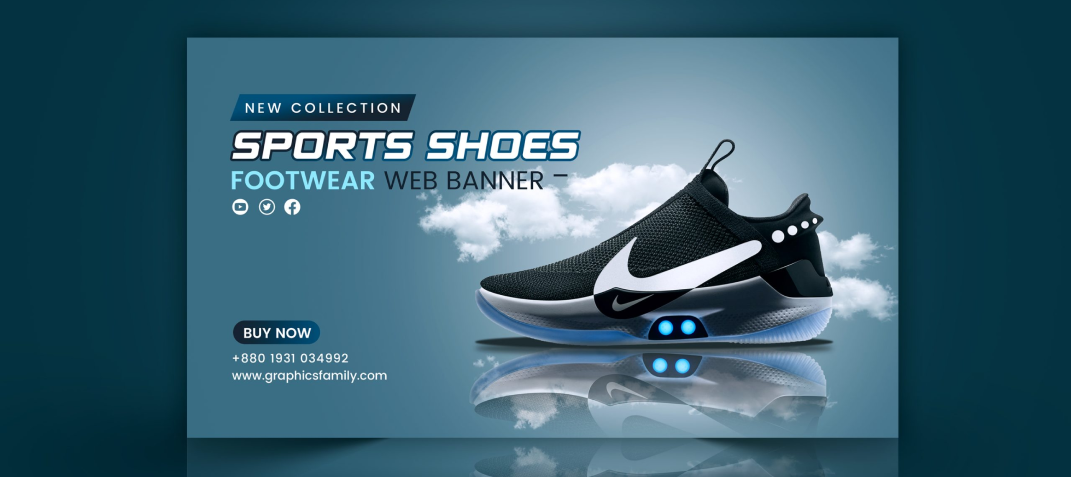 NEW COLLECTION
SPORTS SHOES
FOOTWEAR WEB BANNER
BUY NOW
+880 1931 034992
www.graphicsfamily.com